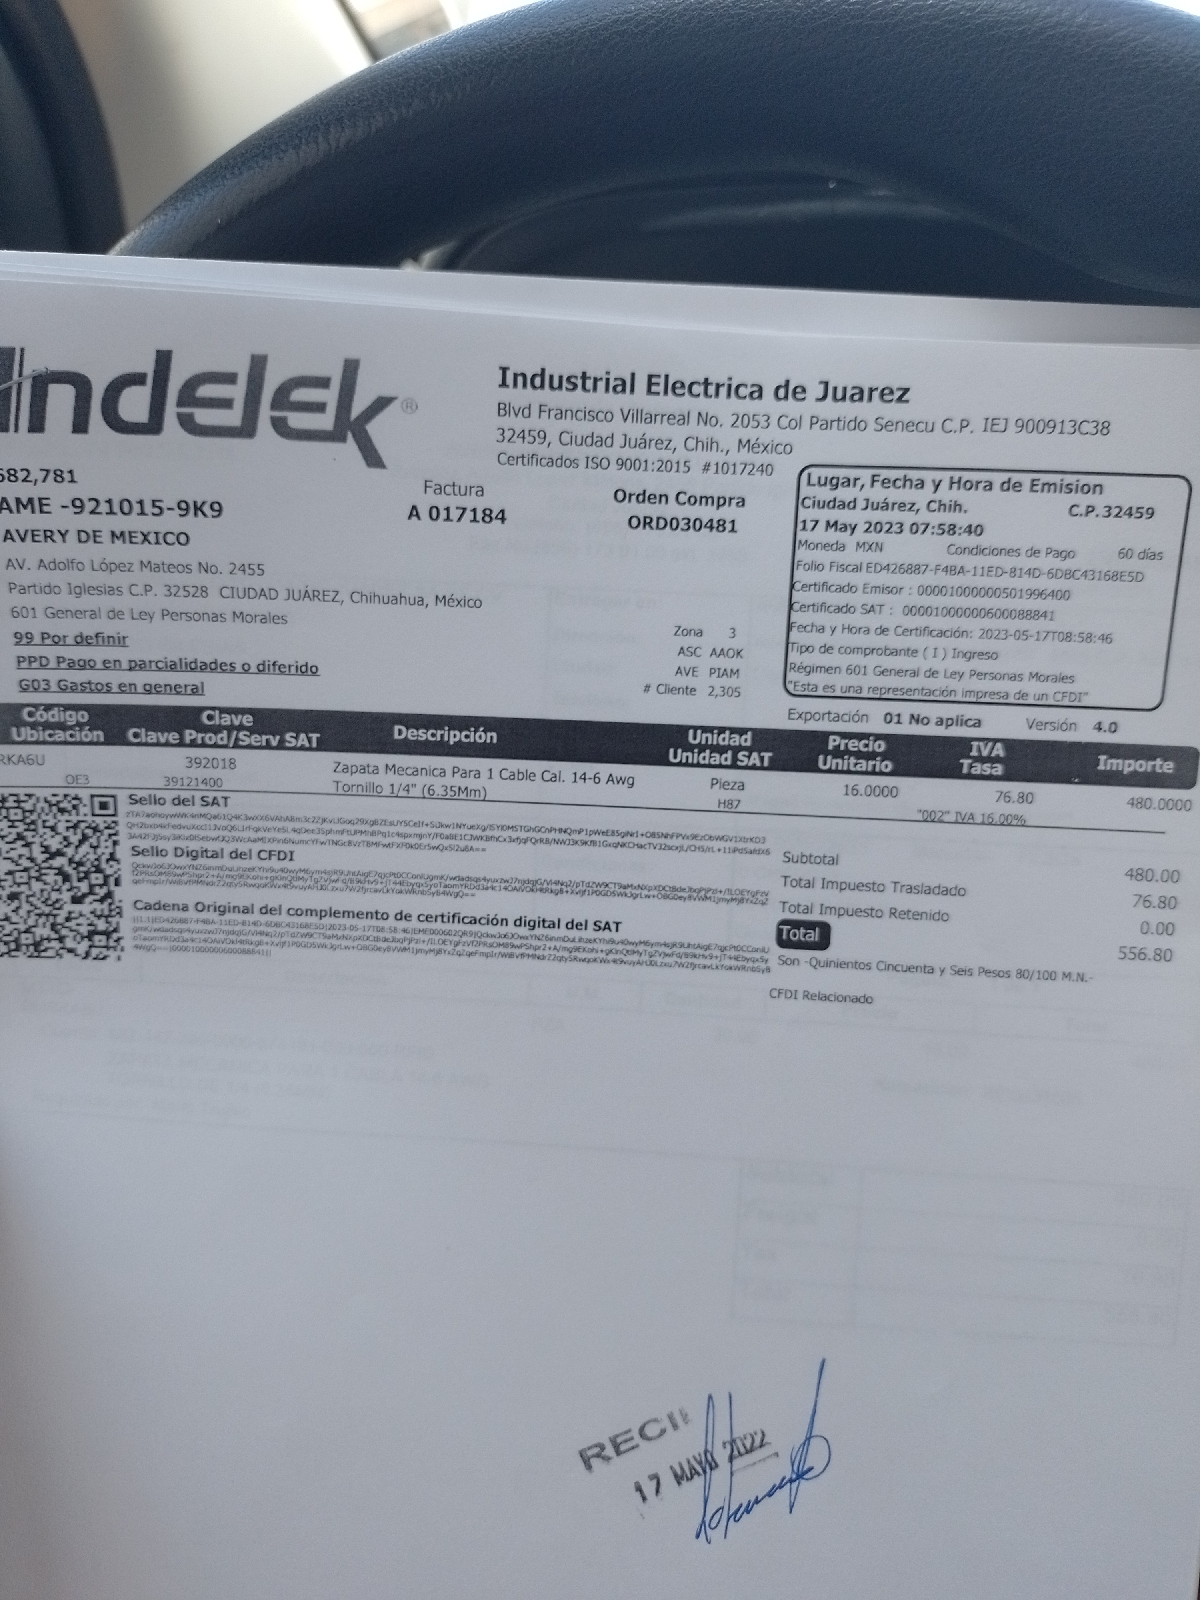 Indelek®
Industrial Electrica de Juarez
Blvd Francisco Villarreal No. 2053 Col Partido Senecu C.P. IEJ 900913C38
32459, Ciudad Juárez, Chih., México
Certificados ISO 9001:2015 #1017240
682,781
AME -921015-9K9
AVERY DE MEXICO
AV. Adolfo López Mateos No. 2455
Partido Iglesias C.P. 32528 CIUDAD JUÁREZ, Chihuahua, México
601 General de Ley Personas Morales
99 Por definir
PPD Pago en parcialidades o diferido
G03 Gastos en general
Factura
A 017184
Orden Compra
ORD030481
Zona 3
ASC AAOK
AVE PIAM
# Cliente 2,305
Lugar, Fecha y Hora de Emision
Ciudad Juárez, Chih. C.P.32459
17 May 2023 07:58:40
Moneda MXN Condiciones de Pago 60 días
Folio Fiscal ED426887-F4BA-11ED-814D-6DBC43168E5D
Certificado Emisor : 00001000000501996400
Certificado SAT : 00001000000600088841
Fecha y Hora de Certificación: 2023-05-17T08:58:46
Tipo de comprobante ( I ) Ingreso
Régimen 601 General de Ley Personas Morales
"Esta es una representación impresa de un CFDI"
Exportación 01 No aplica Versión 4.0
Código Clave Descripción Unidad Precio IVA Importe
Ubicación Clave Prod/Serv SAT Unidad SAT Unitario Tasa
RKA6U 392018 Zapata Mecanica Para 1 Cable Cal. 14-6 Awg Pieza 16.0000 76.80 480.0000
OE3 39121400 Tornillo 1/4" (6.35Mm) H87 "002" IVA 16.00%
Sello del SAT
Sello Digital del CFDI
Cadena Original del complemento de certificación digital del SAT
Subtotal 480.00
Total Impuesto Trasladado 76.80
Total Impuesto Retenido 0.00
Total 556.80
Son -Quinientos Cincuenta y Seis Pesos 80/100 M.N.-
CFDI Relacionado
RECI
17 MAYO 2022